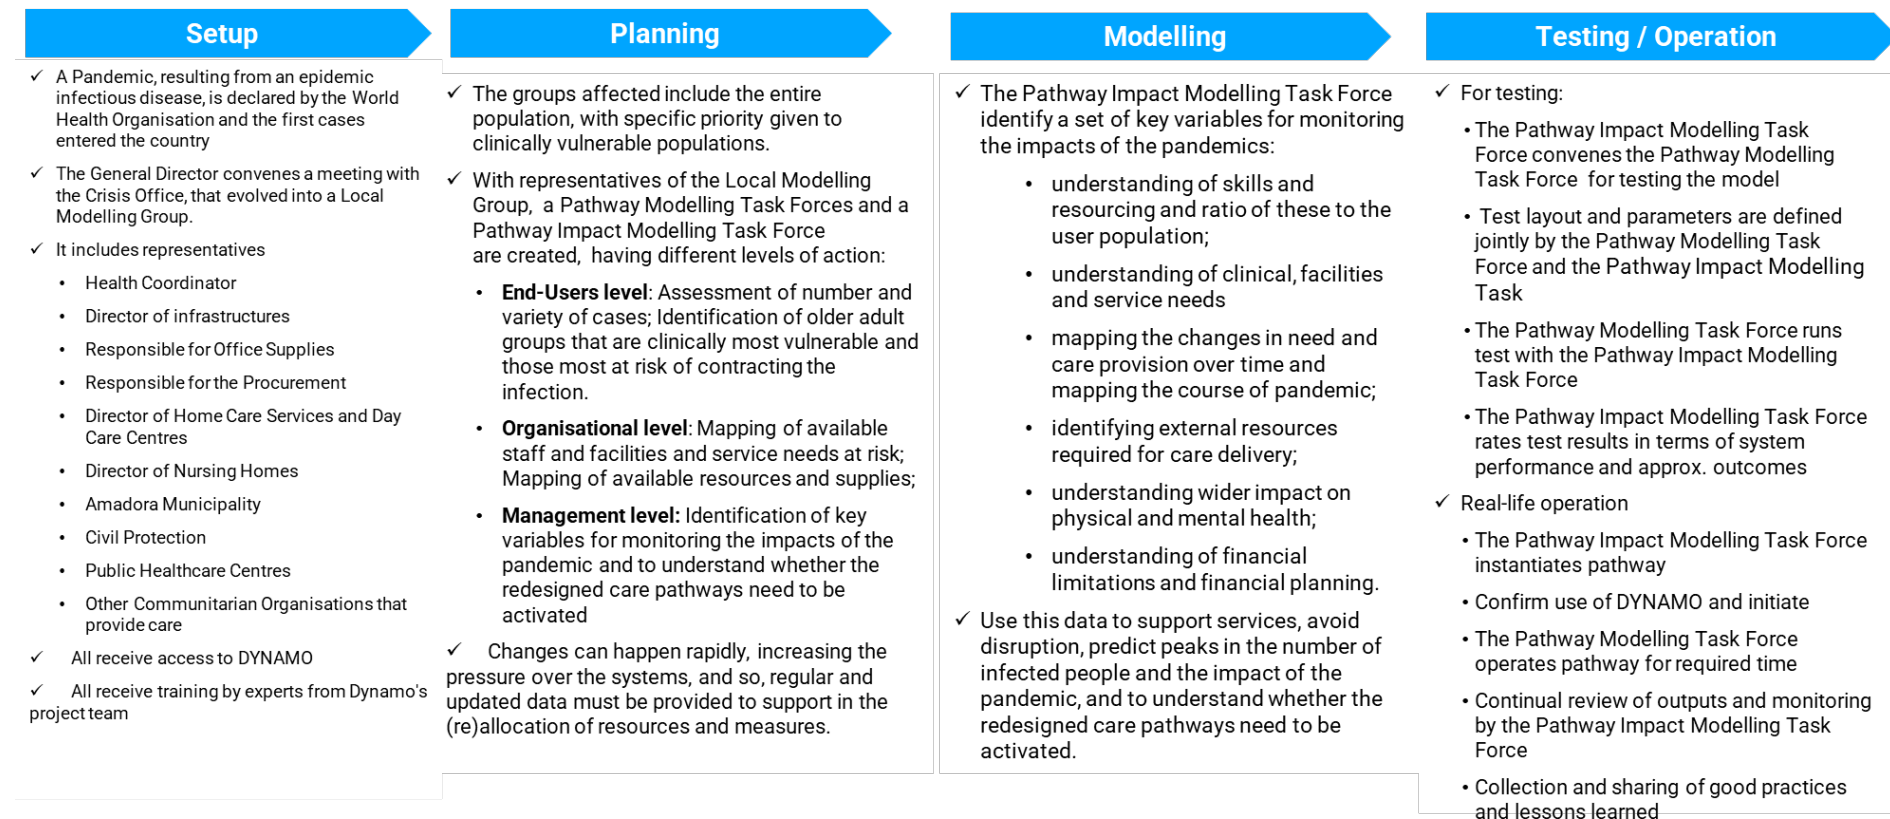 Setup
A Pandemic, resulting from an epidemic
infectious disease, is declared by the World
Health Organisation and the first cases
entered the country
The General Director convenes a meeting with
the Crisis Office, that evolved into a Local
Modelling Group.
It includes representatives
Health Coordinator
Director of infrastructures
Responsible for Office Supplies
Responsible for the Procurement
Director of Home Care Services and Day
Care Centres
Director of Nursing Homes
Amadora Municipality
Civil Protection
Public Healthcare Centres
Other Communitarian Organisations that
provide care
All receive access to DYNAMO
All receive training by experts from Dynamo's
project team
Planning
The groups affected include the entire
population, with specific priority given to
clinically vulnerable populations.
With representatives of the Local Modelling
Group, a Pathway Modelling Task Forces and a
Pathway Impact Modelling Task Force
are created, having different levels of action:
End-Users level: Assessment of number and
variety of cases; Identification of older adult
groups that are clinically most vulnerable and
those most at risk of contracting the
infection.
Organisational level: Mapping of available
staff and facilities and service needs at risk;
Mapping of available resources and supplies;
Management level: Identification of key
variables for monitoring the impacts of the
pandemic and to understand whether the
redesigned care pathways need to be
activated
Changes can happen rapidly, increasing the
pressure over the systems, and so, regular and
updated data must be provided to support in the
(re)allocation of resources and measures.
Modelling
The Pathway Impact Modelling Task Force
identify a set of key variables for monitoring
the impacts of the pandemics:
understanding of skills and
resourcing and ratio of these to the
user population;
understanding of clinical, facilities
and service needs
mapping the changes in need and
care provision over time and
mapping the course of pandemic;
identifying external resources
required for care delivery;
understanding wider impact on
physical and mental health;
understanding of financial
limitations and financial planning.
Use this data to support services, avoid
disruption, predict peaks in the number of
infected people and the impact of the
pandemic, and to understand whether the
redesigned care pathways need to be
activated.
Testing / Operation
For testing:
The Pathway Impact Modelling Task
Force convenes the Pathway Modelling
Task Force for testing the model
Test layout and parameters are defined
jointly by the Pathway Modelling Task
Force and the Pathway Impact Modelling
Task
The Pathway Modelling Task Force runs
test with the Pathway Impact Modelling
Task Force
The Pathway Impact Modelling Task Force
rates test results in terms of system
performance and approx. outcomes
Real-life operation
The Pathway Impact Modelling Task Force
instantiates pathway
Confirm use of DYNAMO and initiate
The Pathway Modelling Task Force
operates pathway for required time
Continual review of outputs and monitoring
by the Pathway Impact Modelling Task
Force
Collection and sharing of good practices
and lessons learned